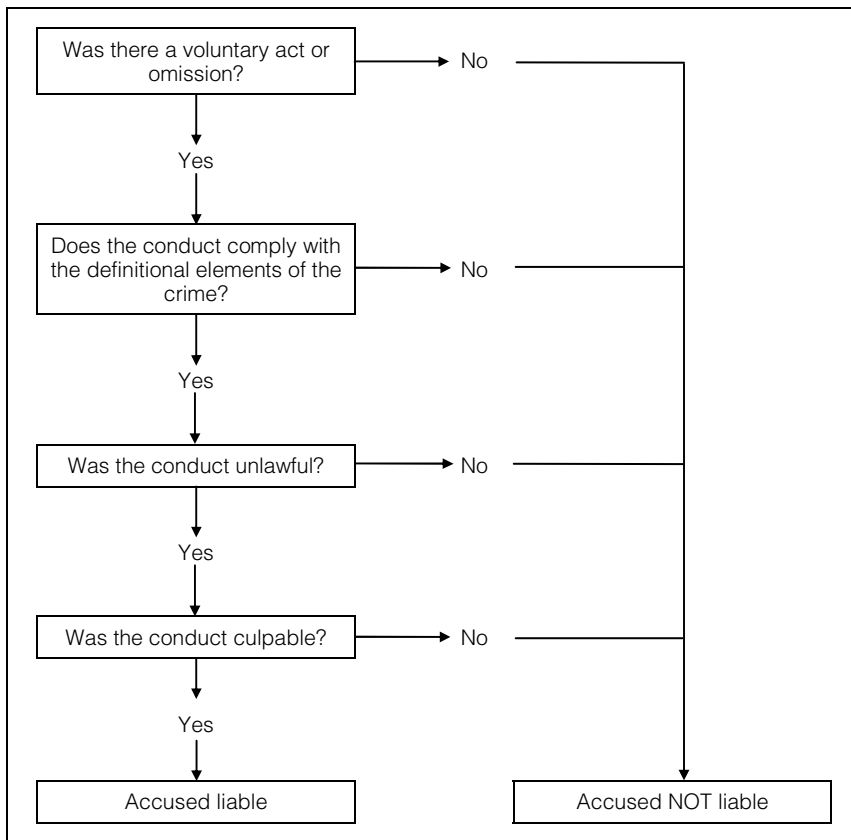 Was there a voluntary act or
omission?
No
Yes
Does the conduct comply with
the definitional elements of the
crime?
No
Yes
Was the conduct unlawful?
No
Yes
Was the conduct culpable?
No
Yes
Accused liable
Accused NOT liable